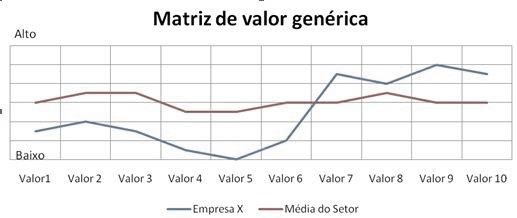 Matriz de valor genérica
Alto
Baixo
Valor1 Valor 2 Valor 3 Valor 4 Valor 5 Valor 6 Valor 7 Valor 8 Valor 9 Valor 10
Empresa X Média do Setor